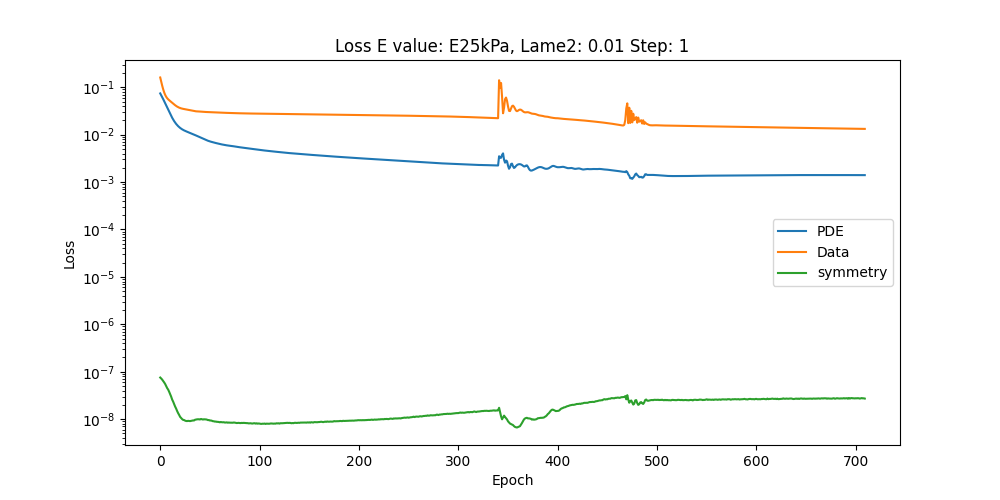 Loss E value: E25kPa, Lame2: 0.01 Step: 1
Loss
10⁻¹
10⁻²
10⁻³
10⁻⁴
10⁻⁵
10⁻⁶
10⁻⁷
10⁻⁸
PDE
Data
symmetry
0 100 200 300 400 500 600 700
Epoch